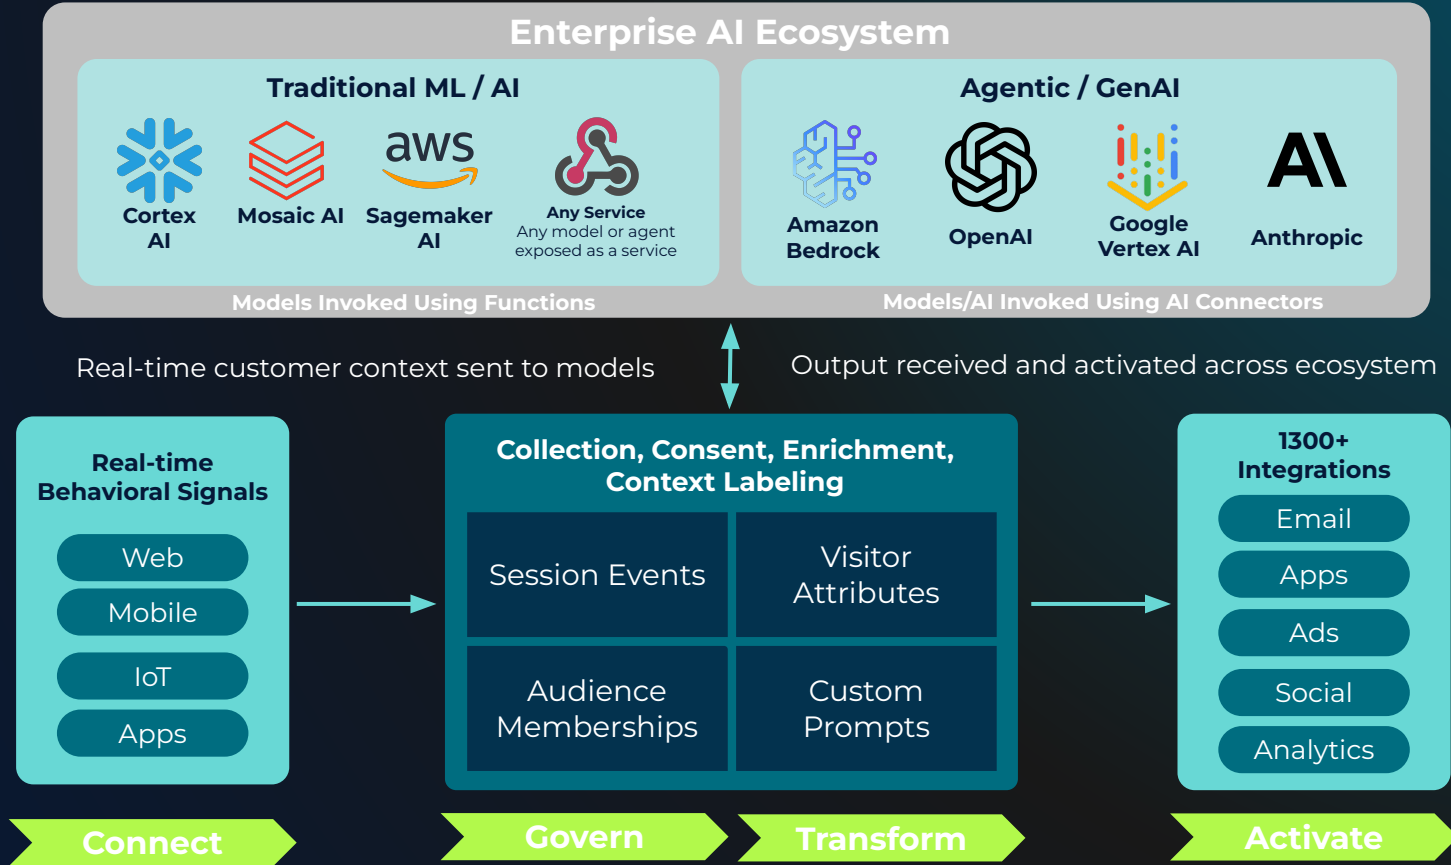 Enterprise AI Ecosystem
Traditional ML / AI
aws
Cortex
AI
Mosaic AI
Sagemaker
AI
Any Service
Any model or agent
exposed as a service
Models Invoked Using Functions
Agentic / GenAI
Amazon
Bedrock
OpenAI
Google
Vertex AI
Anthropic
Models/AI Invoked Using AI Connectors
Real-time customer context sent to models
Output received and activated across ecosystem
Real-time
Behavioral Signals
Web
Mobile
IoT
Apps
Collection, Consent, Enrichment,
Context Labeling
Session Events
Visitor
Attributes
Audience
Memberships
Custom
Prompts
1300+
Integrations
Email
Apps
Ads
Social
Analytics
Connect
Govern
Transform
Activate